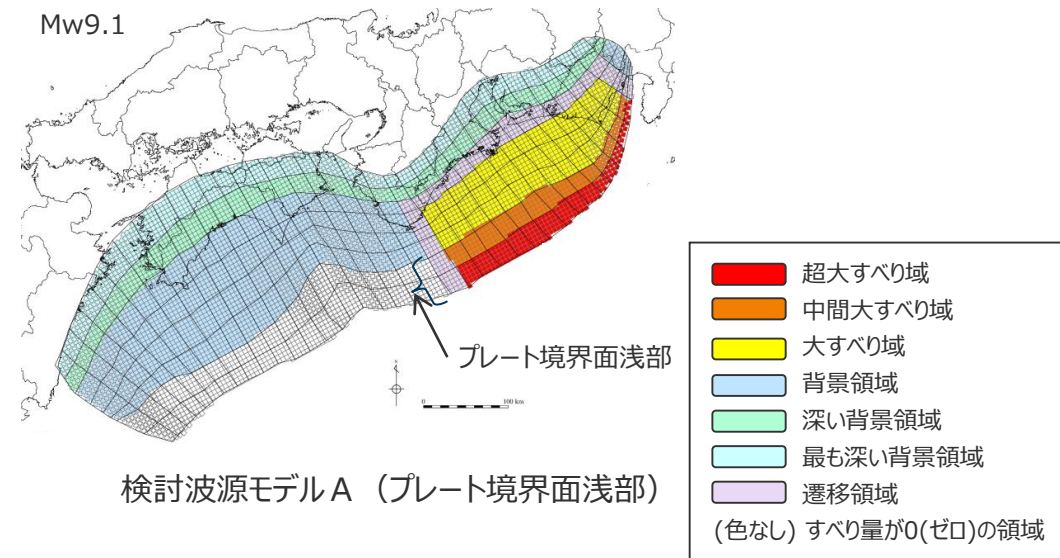 Mw9.1
プレート境界面浅部
0
100 km
検討波源モデルA（プレート境界面浅部）
超大すべり域
中間大すべり域
大すべり域
背景領域
深い背景領域
最も深い背景領域
遷移領域
(色なし) すべり量が0(ゼロ)の領域